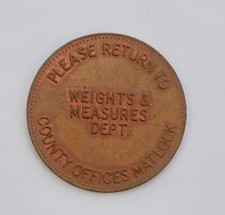 PLEASE RETURN TO
WEIGHTS &
MEASURES
DEPT.
COUNTY OFFICES MATLOCK